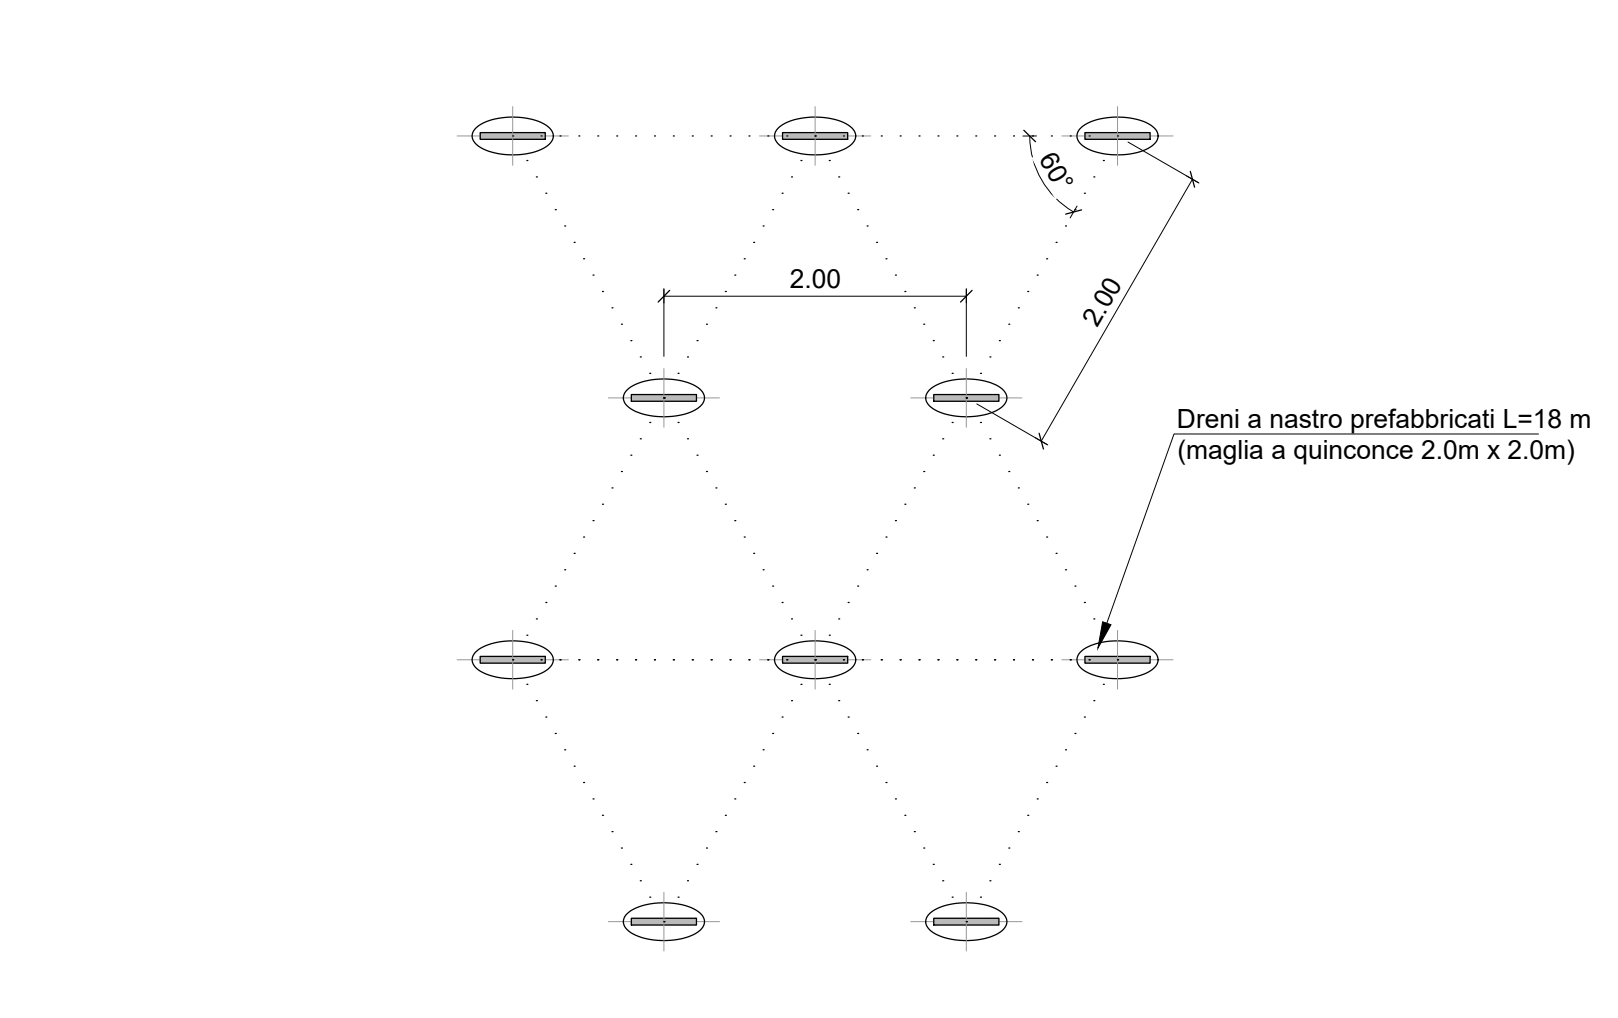 60°
2.00
2.00
Dreni a nastro prefabbricati L=18 m
(maglia a quinconce 2.0m x 2.0m)